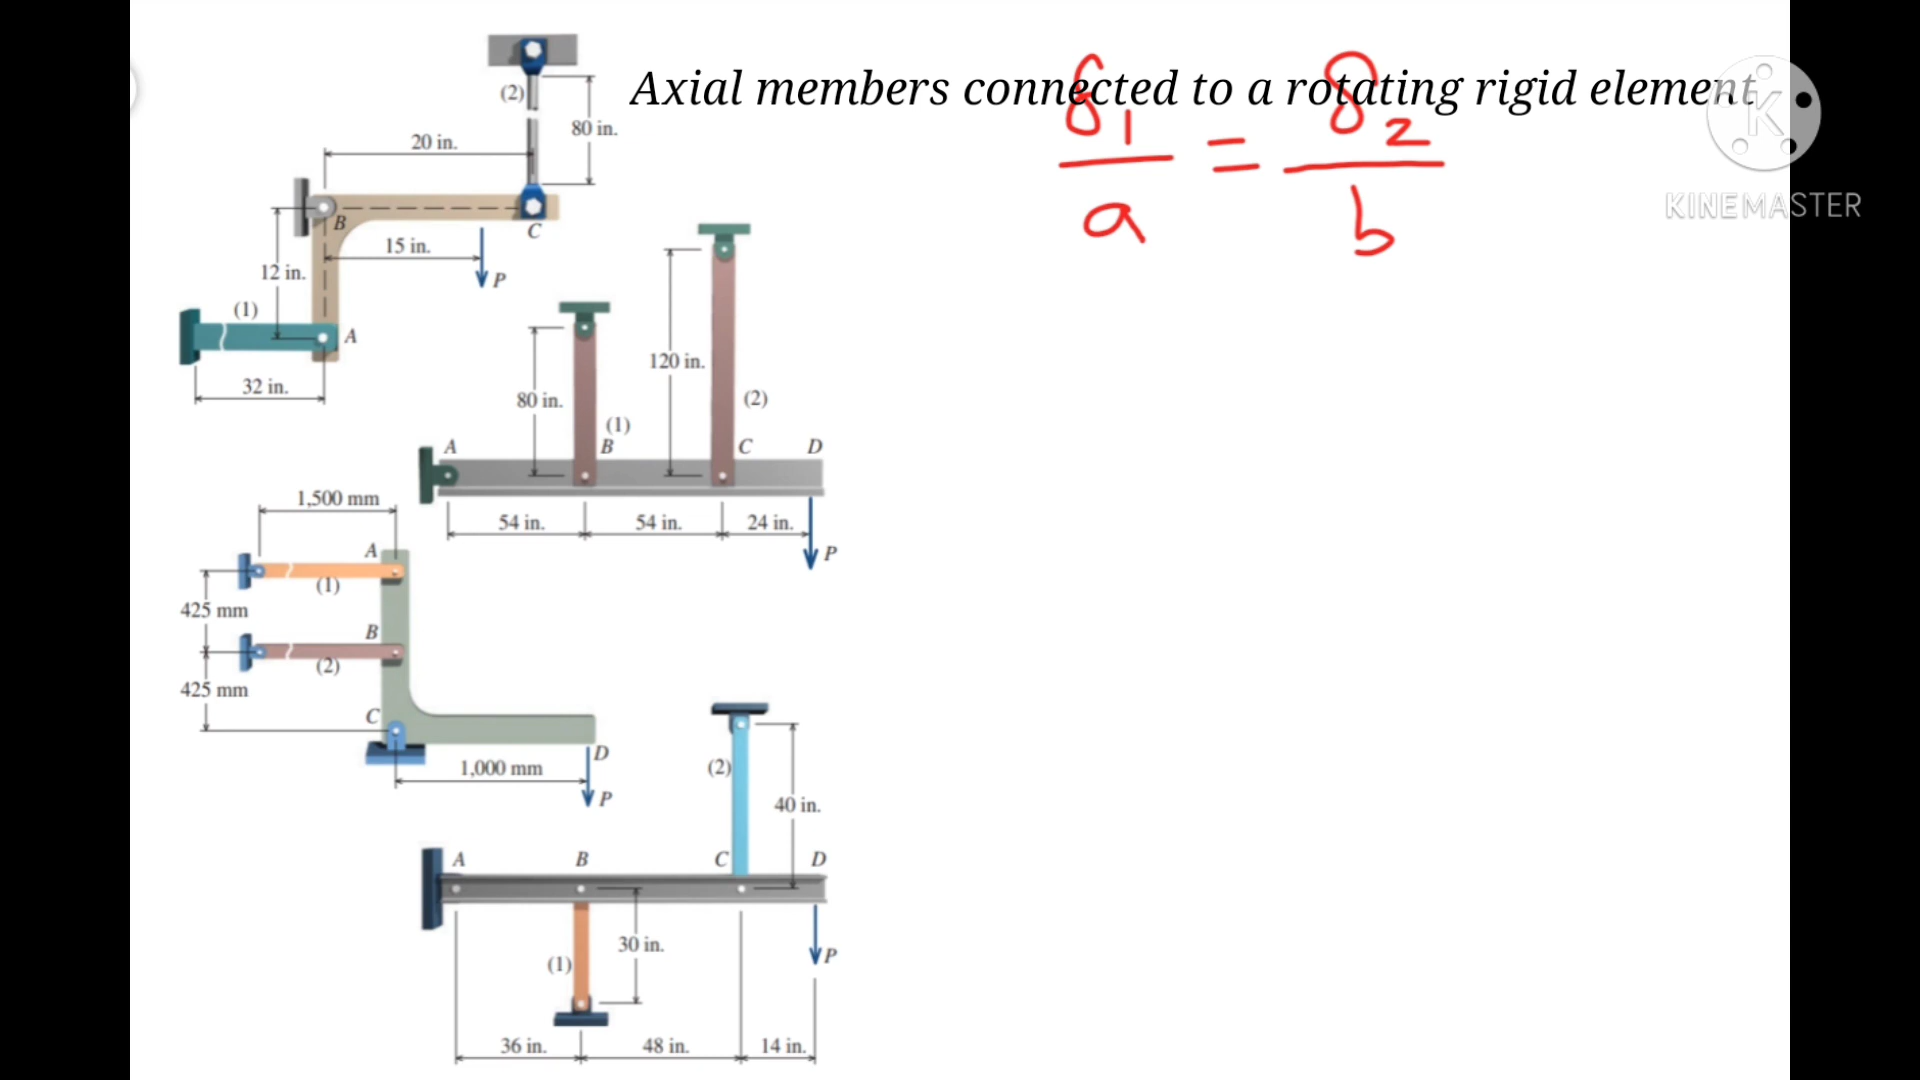 Axial members connected to a rotating rigid element
δ1 / a = δ2 / b
K
KINEMASTER
(2)
80 in.
20 in.
B
C
15 in.
P
12 in.
(1)
A
32 in.
120 in.
80 in.
(2)
(1)
A
B
C
D
54 in.
54 in.
24 in.
P
1,500 mm
A
(1)
425 mm
B
(2)
425 mm
C
D
1,000 mm
P
(2)
40 in.
A
B
C
D
30 in.
(1)
P
36 in.
48 in.
14 in.